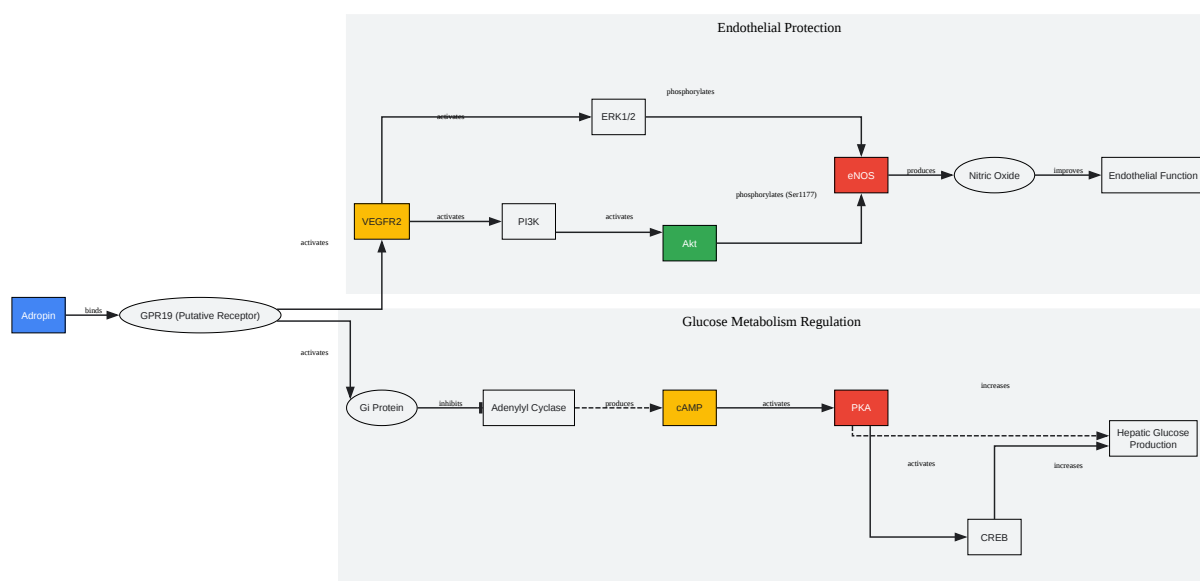 Endothelial Protection
phosphorylates
activates
ERK1/2
eNOS
produces
Nitric Oxide
improves
Endothelial Function
phosphorylates (Ser1177)
VEGFR2
activates
PI3K
activates
Akt
activates
Adropin
binds
GPR19 (Putative Receptor)
Glucose Metabolism Regulation
activates
Gi Protein
inhibits
Adenylyl Cyclase
produces
cAMP
activates
PKA
increases
Hepatic Glucose
Production
activates
increases
CREB